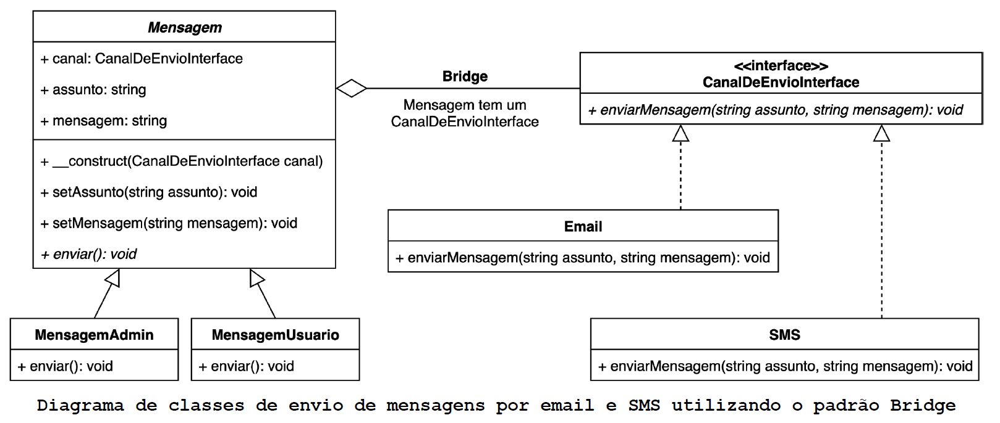 Mensagem
+ canal: CanalDeEnvioInterface
+ assunto: string
+ mensagem: string
+ __construct(CanalDeEnvioInterface canal)
+ setAssunto(string assunto): void
+ setMensagem(string mensagem): void
+ enviar(): void
Bridge
Mensagem tem um
CanalDeEnvioInterface
<<interface>>
CanalDeEnvioInterface
+ enviarMensagem(string assunto, string mensagem): void
Email
+ enviarMensagem(string assunto, string mensagem): void
MensagemAdmin
+ enviar(): void
MensagemUsuario
+ enviar(): void
SMS
+ enviarMensagem(string assunto, string mensagem): void
Diagrama de classes de envio de mensagens por email e SMS utilizando o padrão Bridge